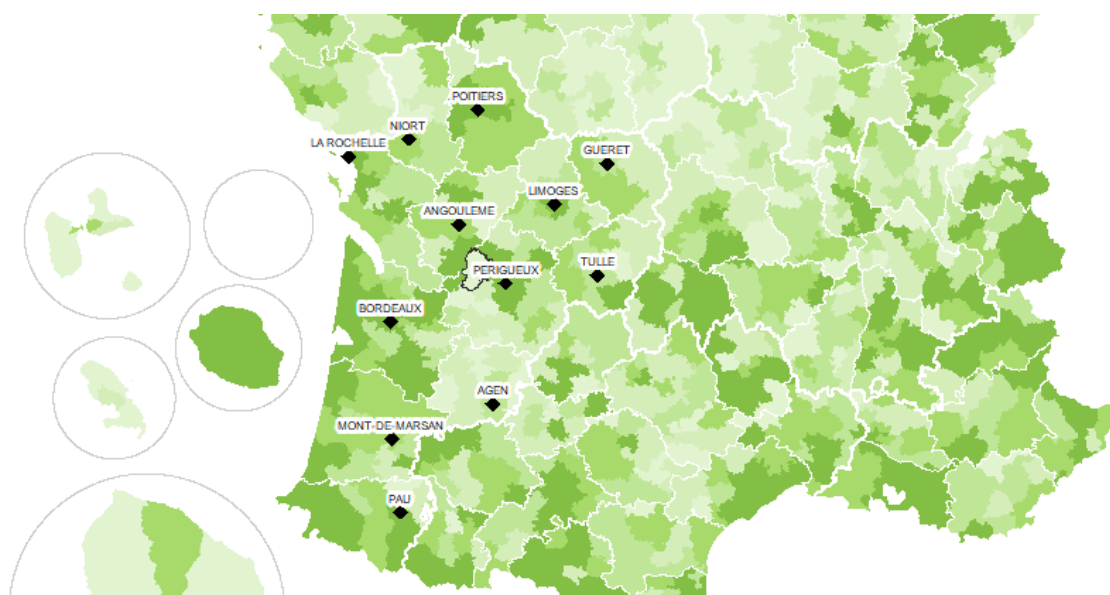 POITIERS
NIORT
LA ROCHELLE
GUERET
LIMOGES
ANGOULEME
TULLE
PERIGUEUX
BORDEAUX
AGEN
MONT-DE-MARSAN
PAU